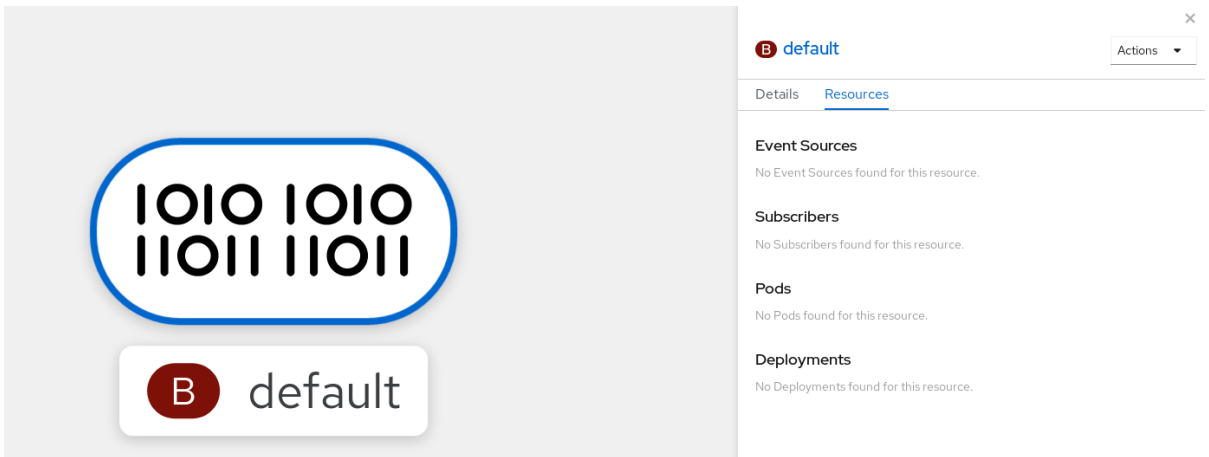 1010 1010
11011 11011
B default
× 
B default
Actions
Details Resources
Event Sources
No Event Sources found for this resource.
Subscribers
No Subscribers found for this resource.
Pods
No Pods found for this resource.
Deployments
No Deployments found for this resource.